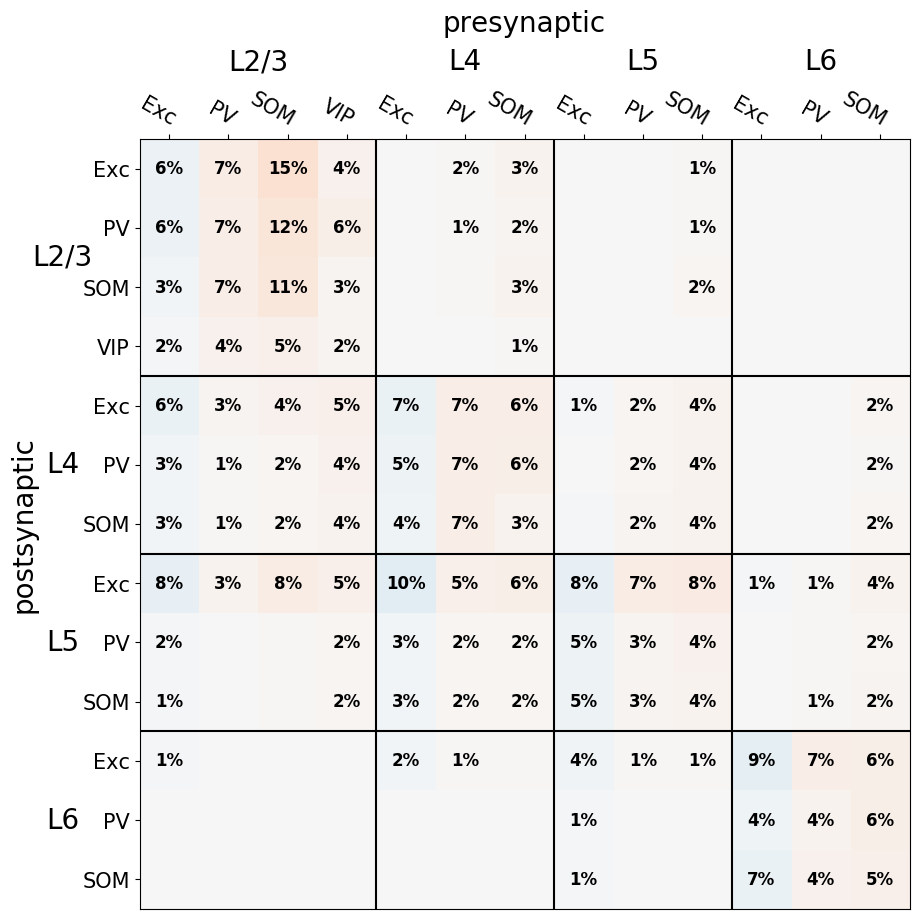 presynaptic
L2/3 L4 L5 L6
Exc PV SOM VIP Exc PV SOM Exc PV SOM Exc PV SOM
postsynaptic
L2/3
Exc 6% 7% 15% 4% 2% 3% 1%
PV 6% 7% 12% 6% 1% 2% 1%
SOM 3% 7% 11% 3% 3% 2%
VIP 2% 4% 5% 2% 1%
L4
Exc 6% 3% 4% 5% 7% 7% 6% 1% 2% 4% 2%
PV 3% 1% 2% 4% 5% 7% 6% 2% 4% 2%
SOM 3% 1% 2% 4% 4% 7% 3% 2% 4% 2%
L5
Exc 8% 3% 8% 5% 10% 5% 6% 8% 7% 8% 1% 1% 4%
PV 2% 2% 3% 2% 2% 5% 3% 4% 2%
SOM 1% 2% 3% 2% 2% 5% 3% 4% 1% 2%
L6
Exc 1% 2% 1% 4% 1% 1% 9% 7% 6%
PV 1% 4% 4% 6%
SOM 1% 7% 4% 5%